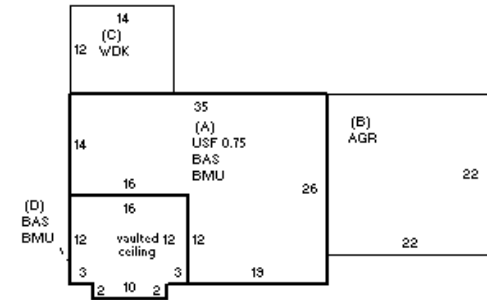 14
(C)
12 WDK
35
(A)
USF 0.75
BAS
BMU
(B)
AGR
14
16
26
22
(D)
BAS
BMU
16
12 vaulted 12 12
ceiling
22
3 3 19
2 10 2